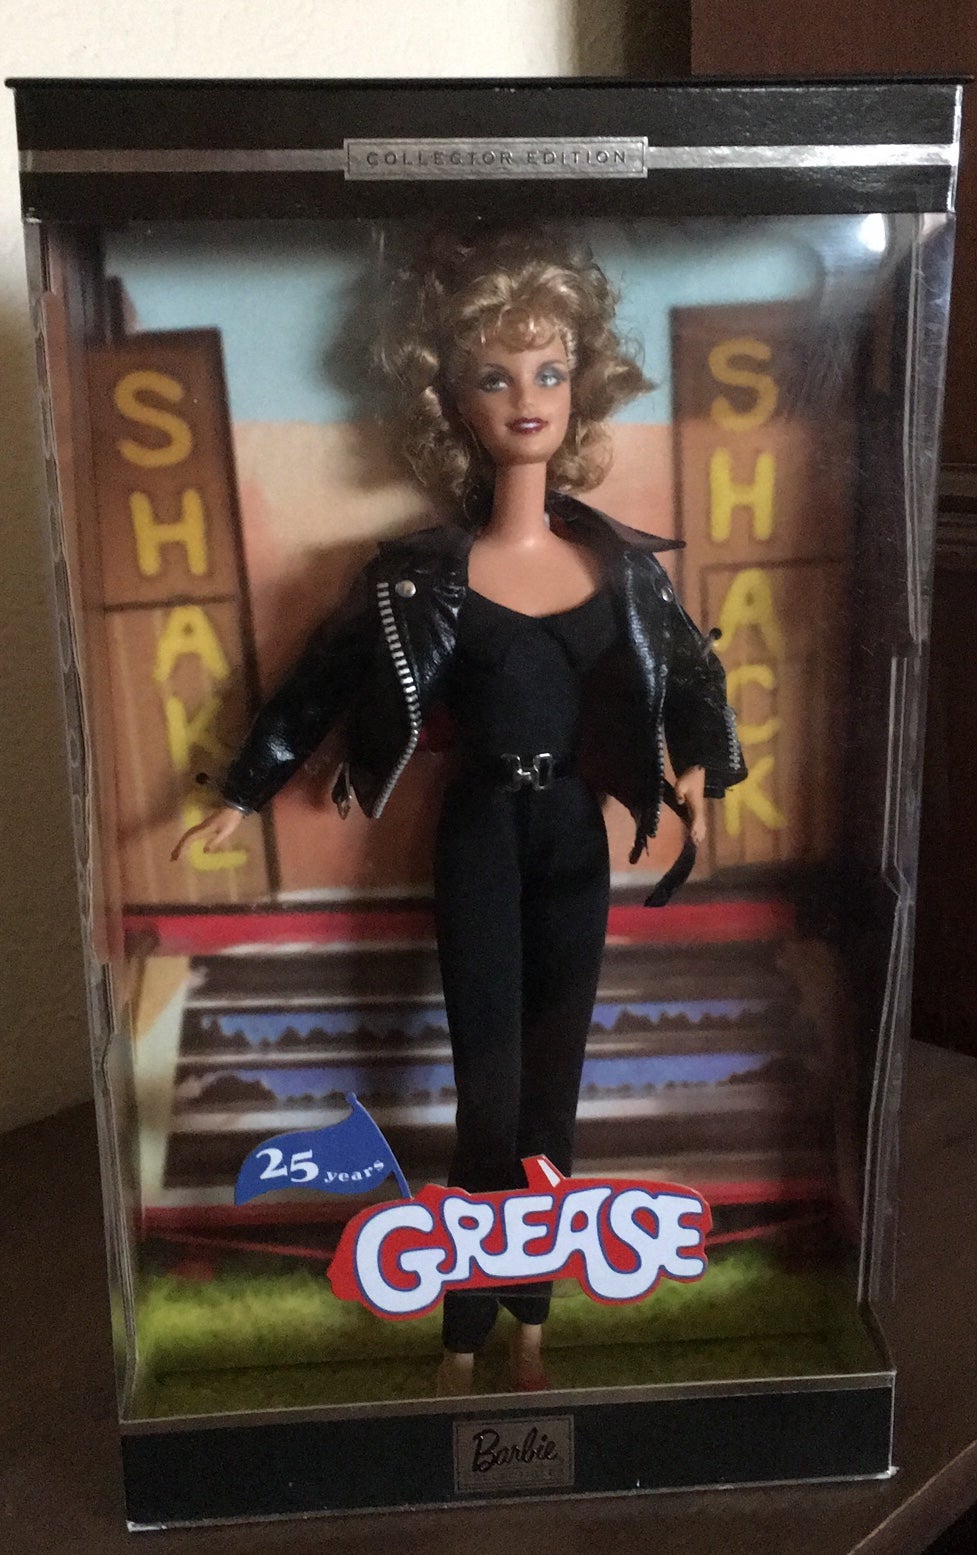 COLLECTOR EDITION
SHAKE
SHACK
25 years
GREASE
Barbie